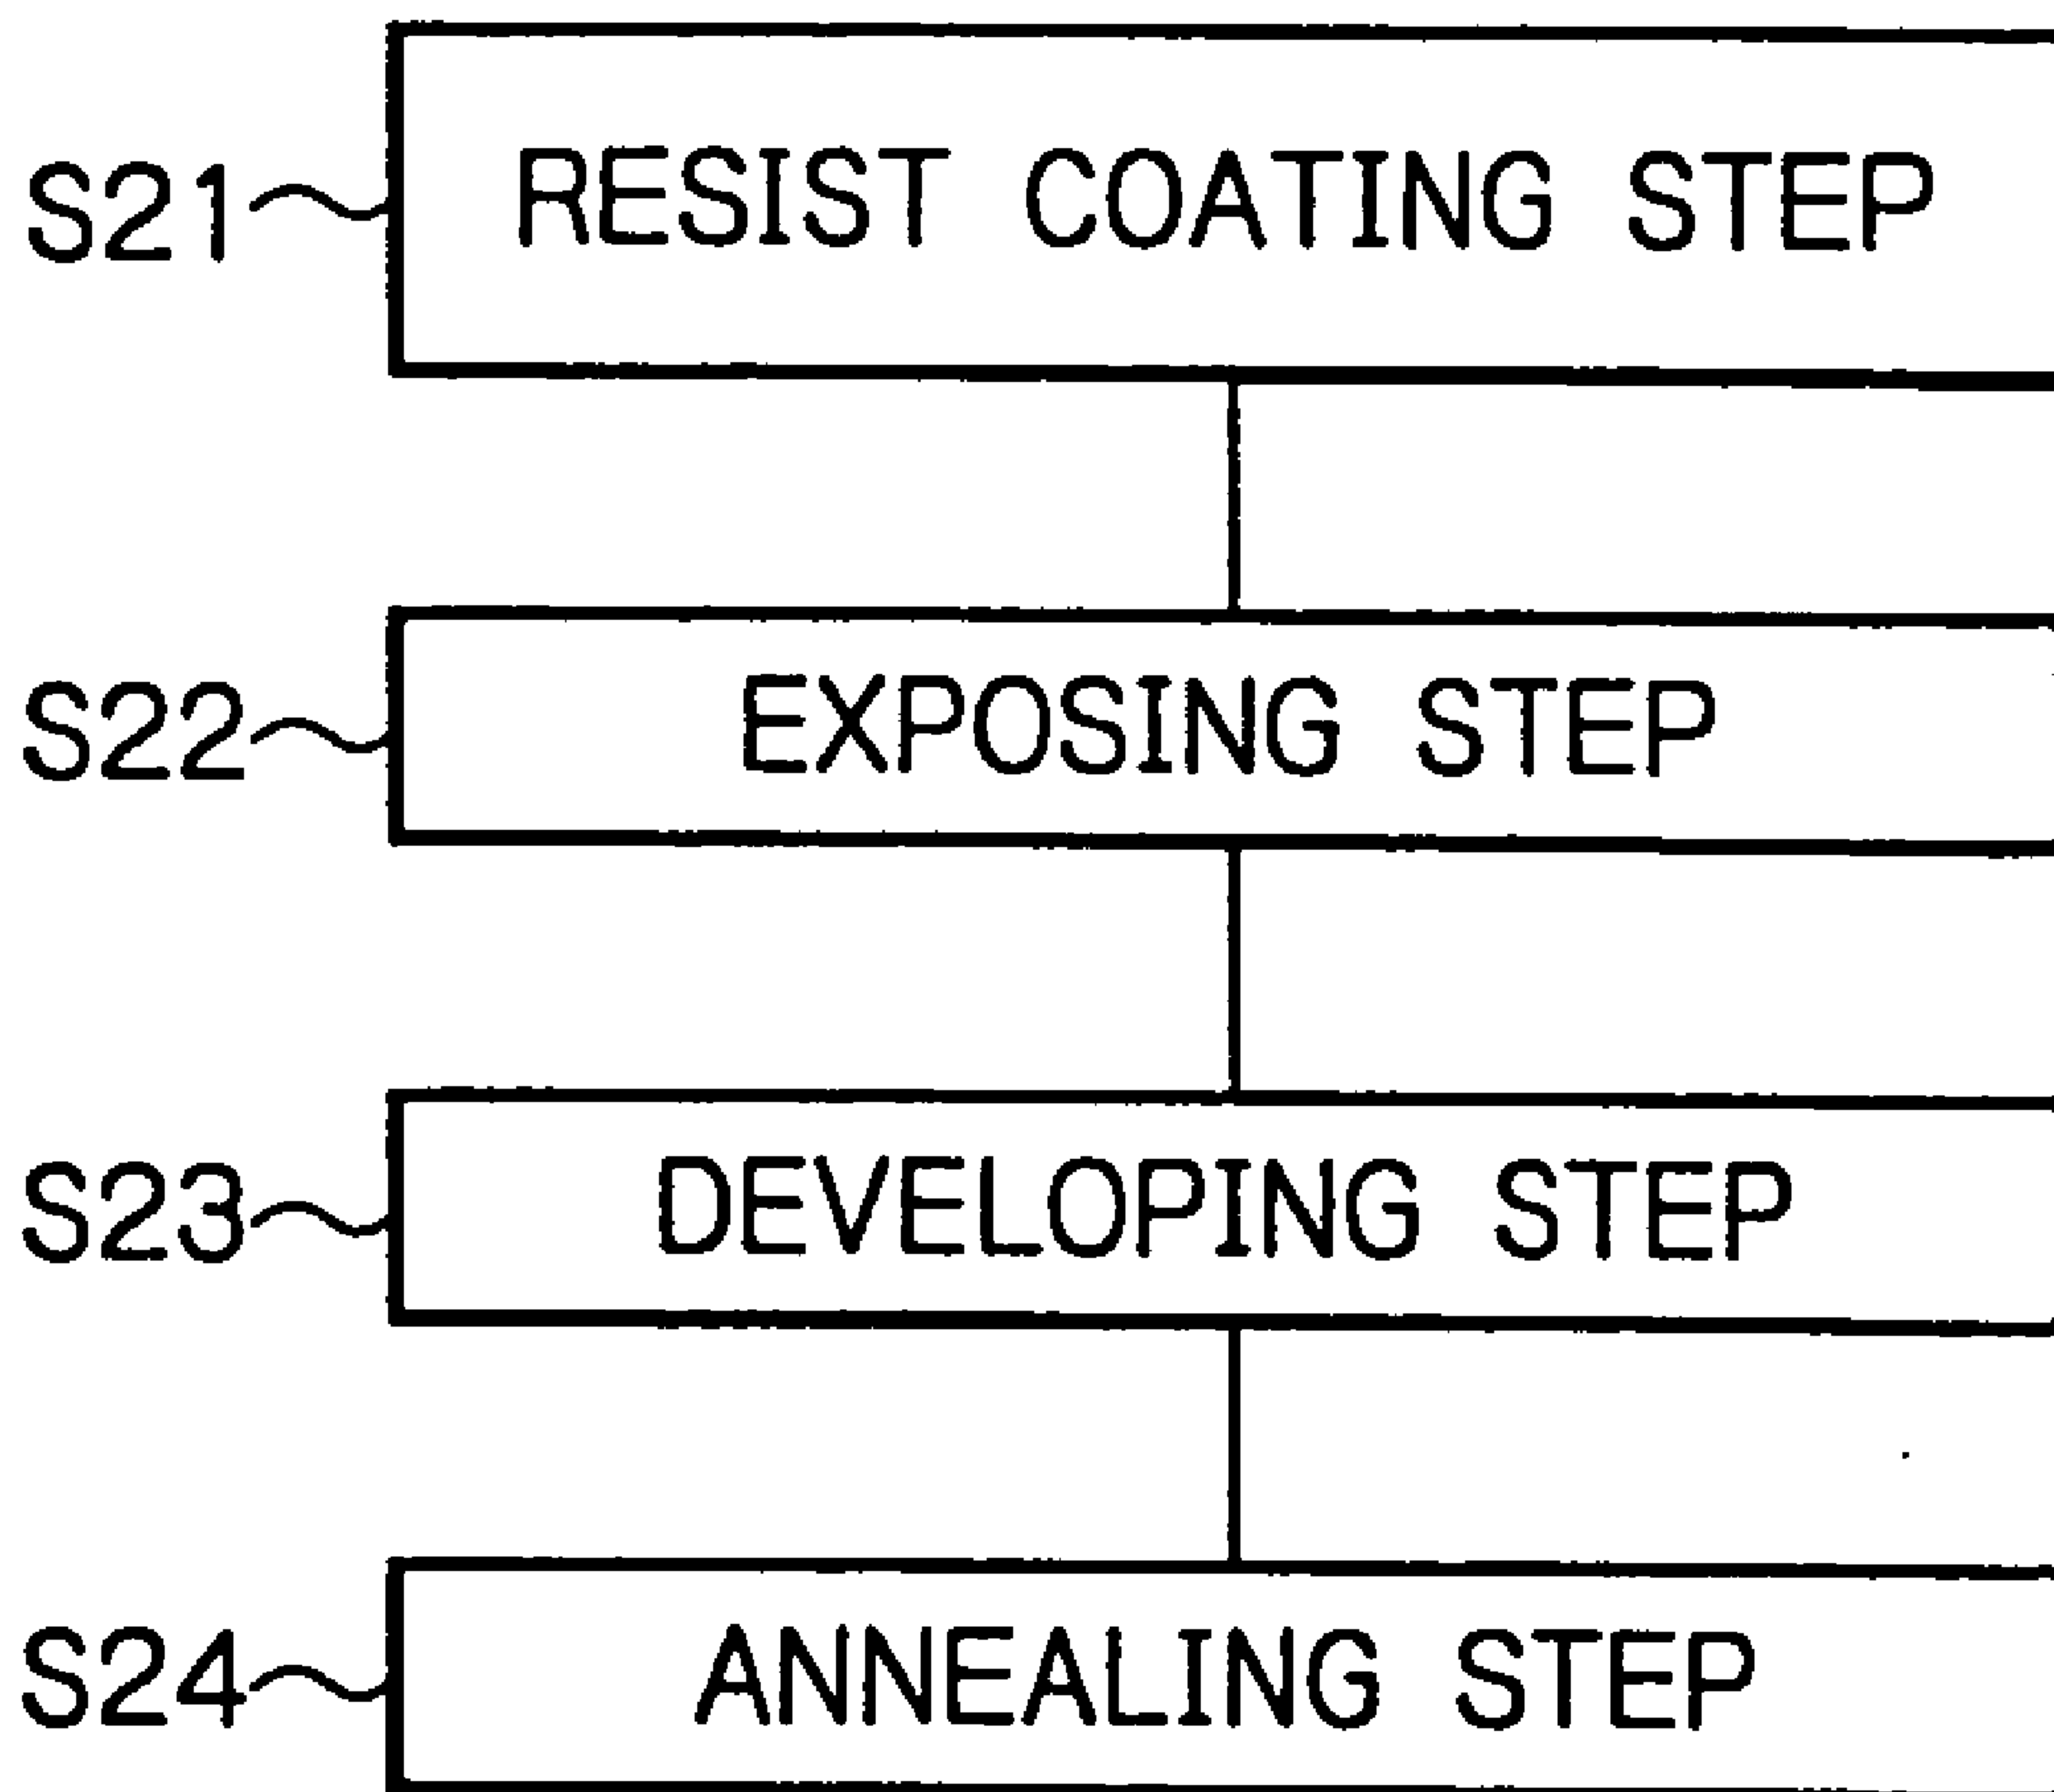 S21 RESIST COATING STEP
S22 EXPOSING STEP
S23 DEVELOPING STEP
S24 ANNEALING STEP